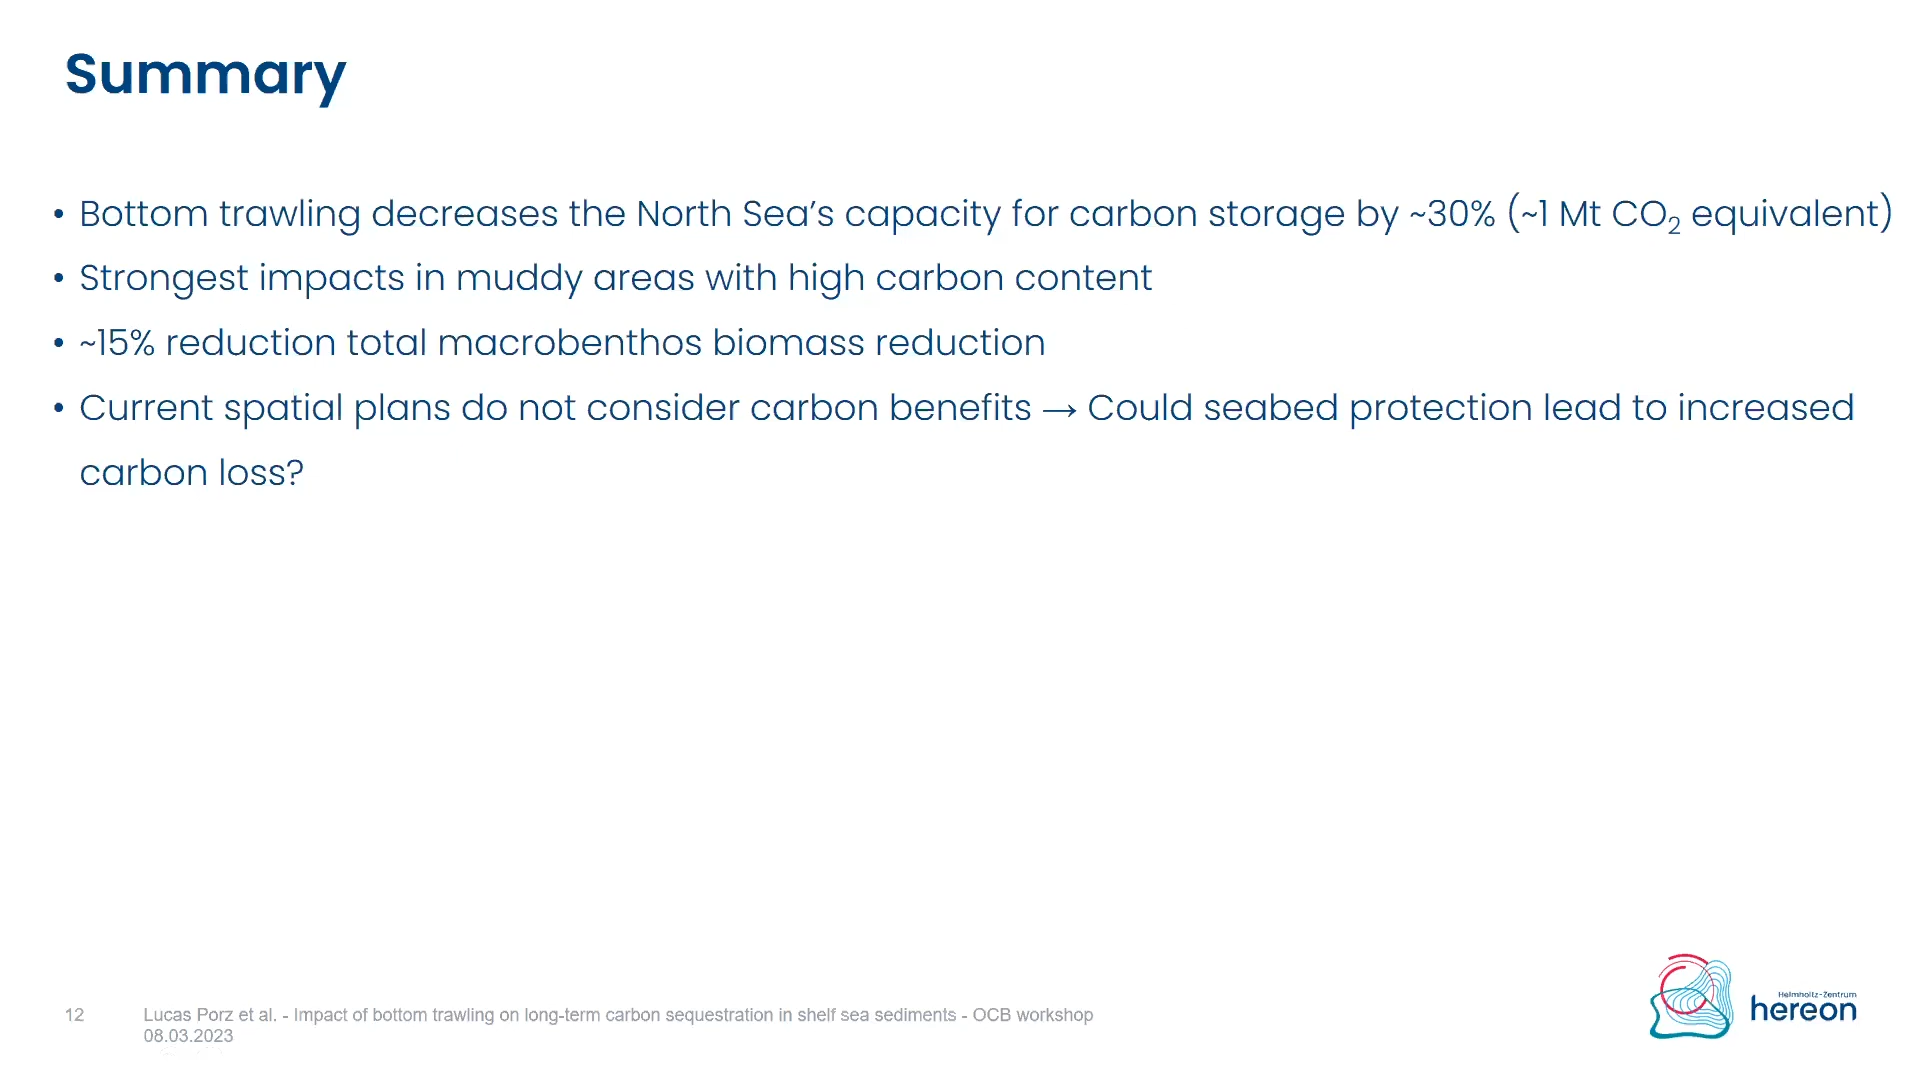 Summary
• Bottom trawling decreases the North Sea’s capacity for carbon storage by ~30% (~1 Mt CO₂ equivalent)
• Strongest impacts in muddy areas with high carbon content
• ~15% reduction total macrobenthos biomass reduction
• Current spatial plans do not consider carbon benefits → Could seabed protection lead to increased
carbon loss?
12 Lucas Porz et al. - Impact of bottom trawling on long-term carbon sequestration in shelf sea sediments - OCB workshop
08.03.2023
Helmholtz-Zentrum
hereon